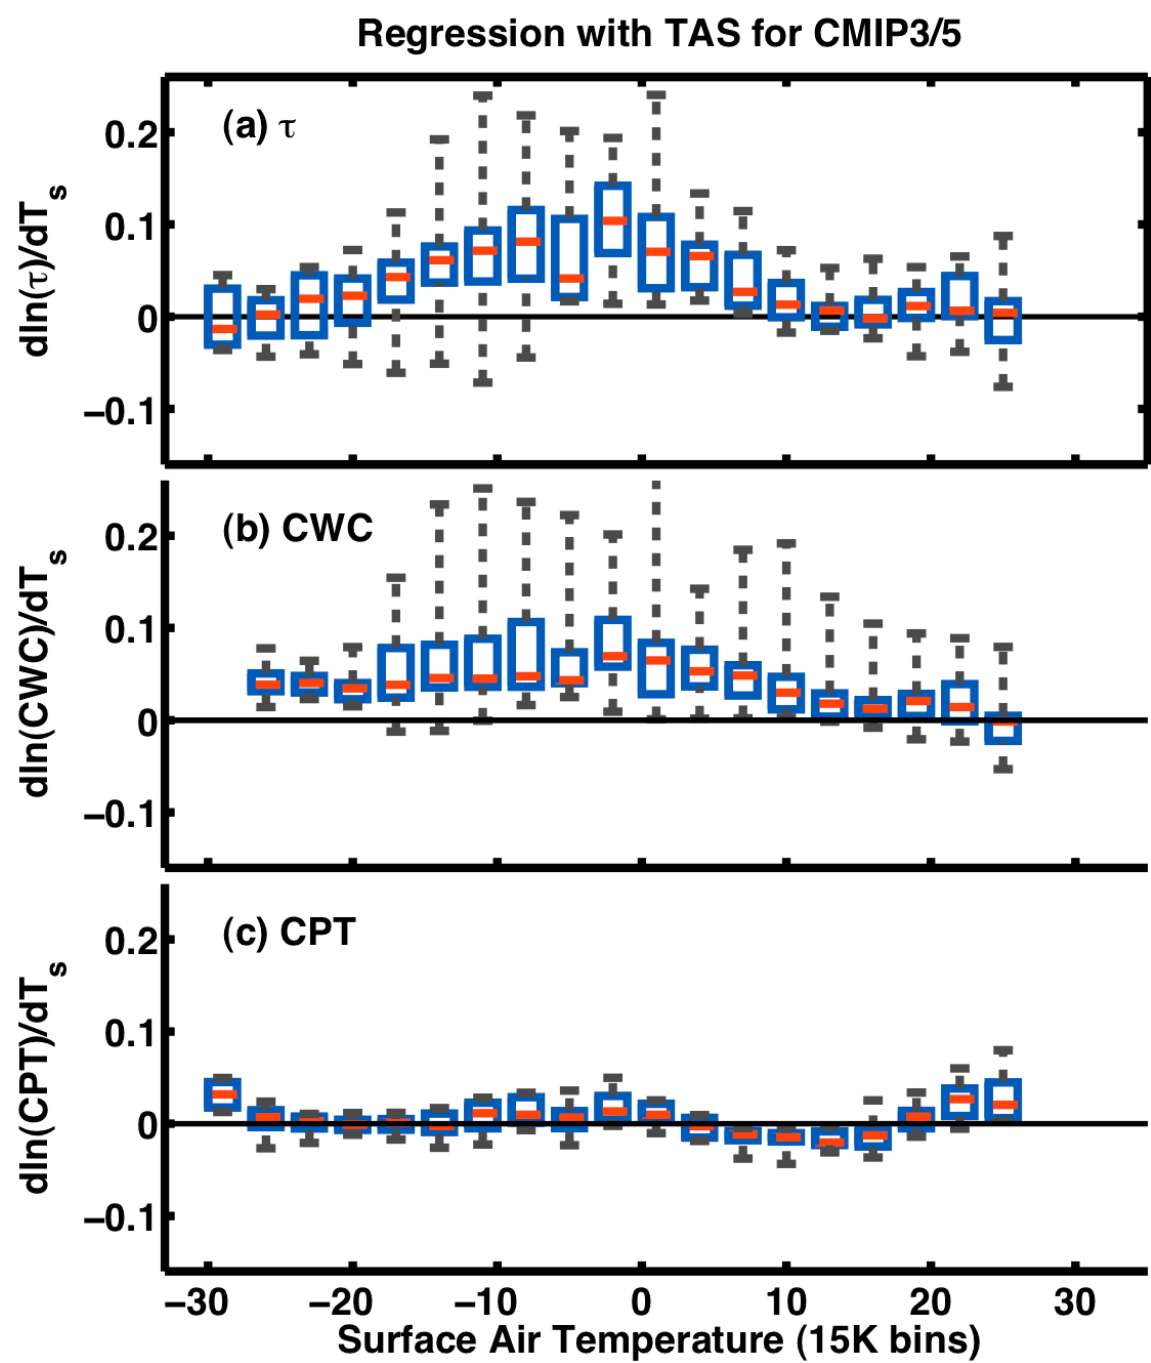 Regression with TAS for CMIP3/5
(a) τ
0.2
0.1
0
−0.1
dln(τ)/dTs
(b) CWC
0.2
0.1
0
−0.1
dln(CWC)/dTs
(c) CPT
0.2
0.1
0
−0.1
dln(CPT)/dTs
−30 −20 −10 0 10 20 30
Surface Air Temperature (15K bins)